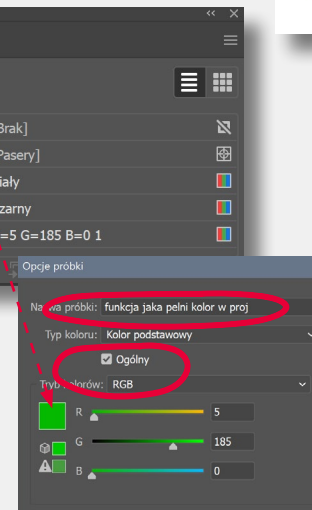 Brak]
Pasery]
iały
zarny
=5 G=185 B=0 1
Opcje próbki
Nazwa próbki: funkcja jaka pełni kolor w proj
Typ koloru: Kolor podstawowy
Ogólny
Tryb kolorów: RGB
R 5
G 185
B 0